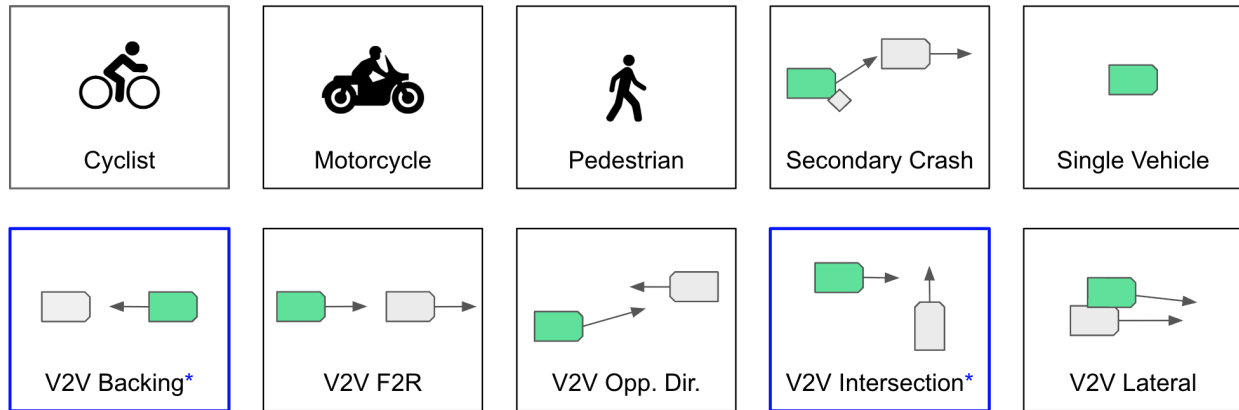 Cyclist
Motorcycle
Pedestrian
Secondary Crash
Single Vehicle
V2V Backing*
V2V F2R
V2V Opp. Dir.
V2V Intersection*
V2V Lateral